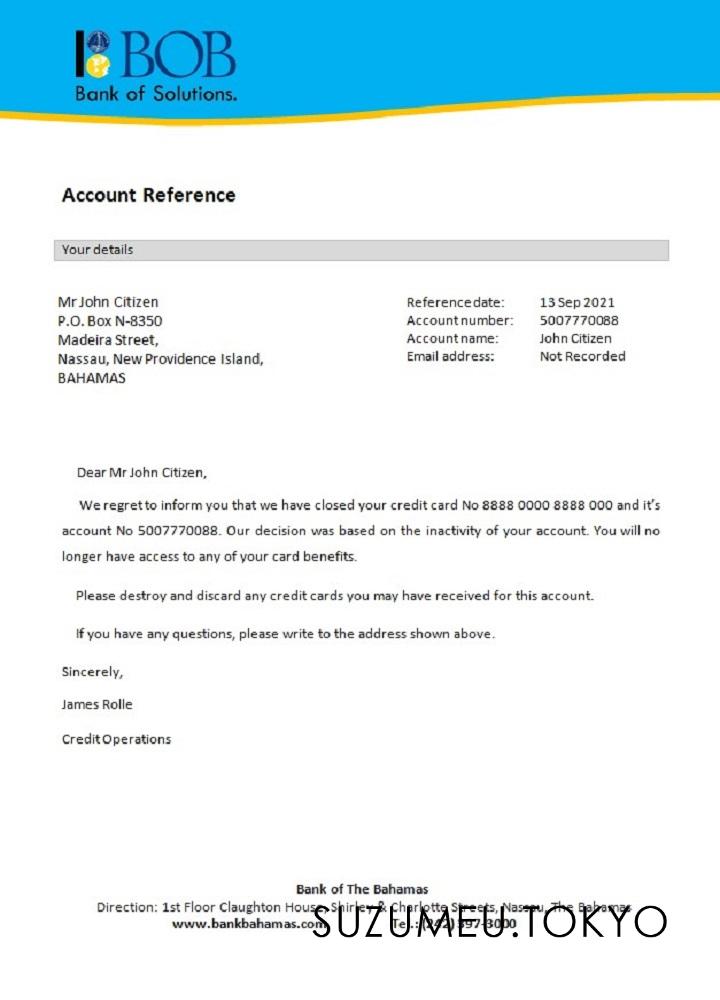 BOB
Bank of Solutions.
Account Reference
Your details
Mr John Citizen
P.O. Box N-8350
Madeira Street,
Nassau, New Providence Island,
BAHAMAS
Reference date: 13 Sep 2021
Account number: 5007770088
Account name: John Citizen
Email address: Not Recorded
Dear Mr John Citizen,
We regret to inform you that we have closed your credit card No 8888 0000 8888 000 and it's
account No 5007770088. Our decision was based on the inactivity of your account. You will no
longer have access to any of your card benefits.
Please destroy and discard any credit cards you may have received for this account.
If you have any questions, please write to the address shown above.
Sincerely,
James Rolle
Credit Operations
Bank of The Bahamas
Direction: 1st Floor Claughton House, Shirley & Charlotte Streets, Nassau, The Bahamas
www.bankbahamas.com Tel.: (242) 397-3000
SUZUMEU.TOKYO